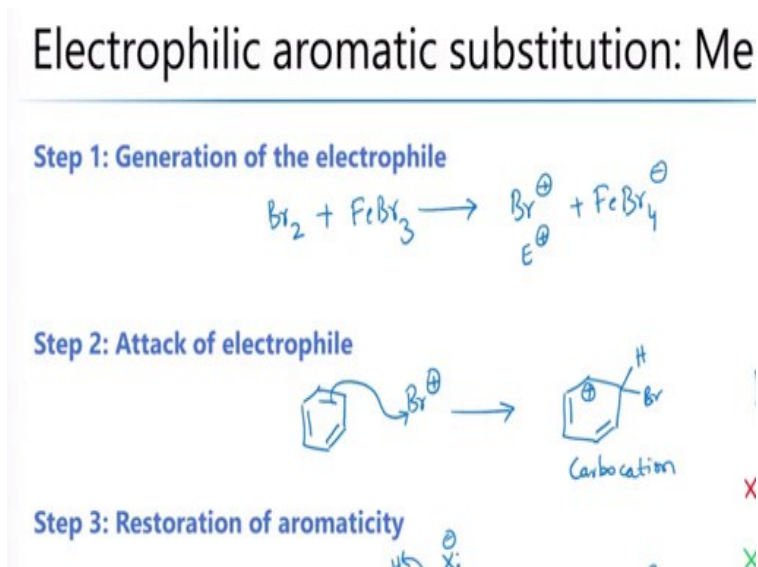 Electrophilic aromatic substitution: Me
Step 1: Generation of the electrophile
Br₂ + FeBr₃ ⟶ Br⊕ + FeBr₄⊖
E⊕
Step 2: Attack of electrophile
Br⊕ ⟶ ⊕ H Br
Carbocation
Step 3: Restoration of aromaticity